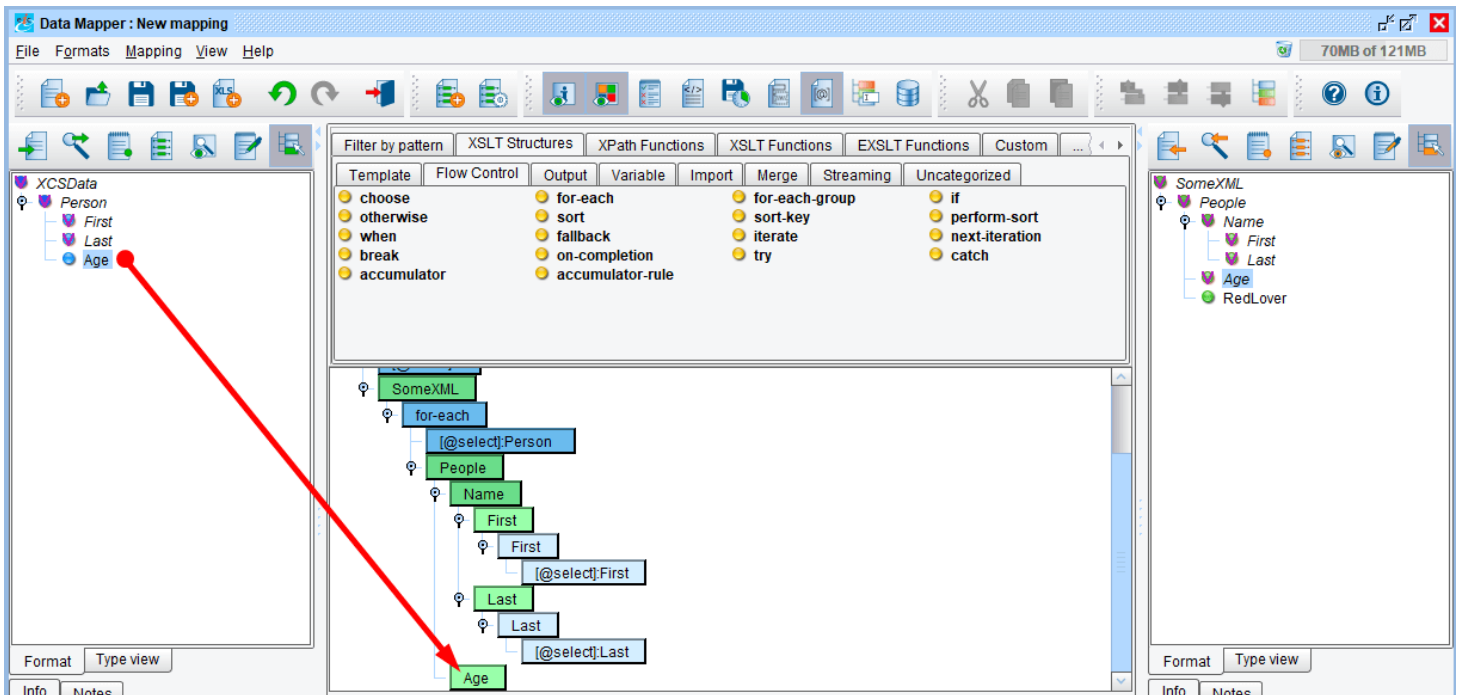 Data Mapper : New mapping
File Formats Mapping View Help
70MB of 121MB
XLS
Filter by pattern XSLT Structures XPath Functions XSLT Functions EXSLT Functions Custom ...
Template Flow Control Output Variable Import Merge Streaming Uncategorized
choose for-each for-each-group if
otherwise sort sort-key perform-sort
when fallback iterate next-iteration
break on-completion try catch
accumulator accumulator-rule
XCSData
Person
First
Last
Age
SomeXML
for-each
[@select]:Person
People
Name
First
First
[@select]:First
Last
Last
[@select]:Last
Age
SomeXML
People
Name
First
Last
Age
RedLover
Format Type view
Info Notes
Format Type view
Info Notes